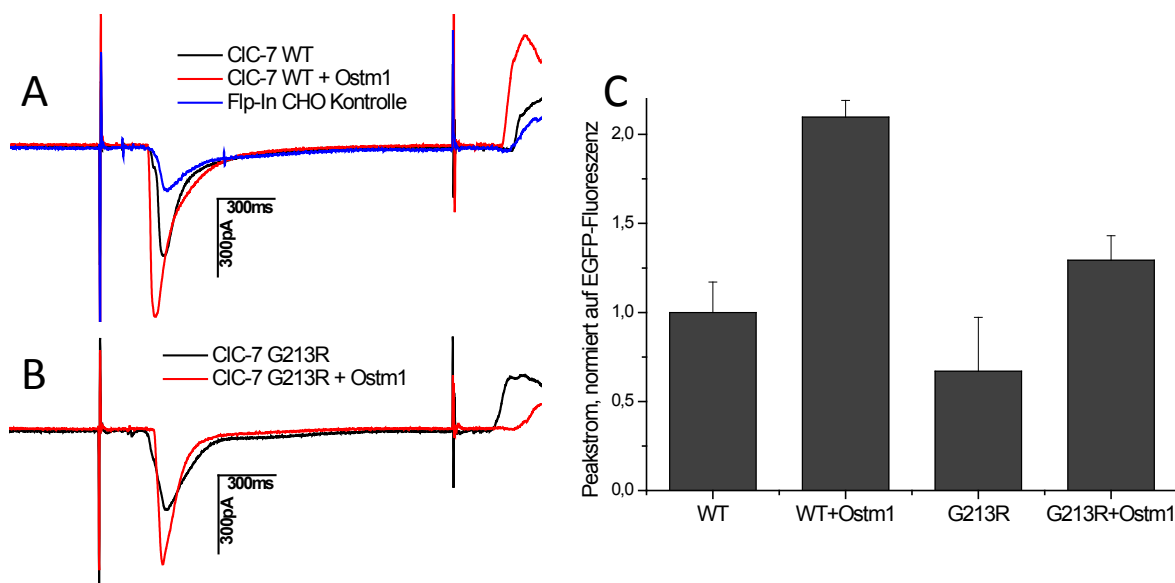 A
ClC-7 WT
ClC-7 WT + Ostm1
Flp-In CHO Kontrolle
300ms
300pA
B
ClC-7 G213R
ClC-7 G213R + Ostm1
300ms
300pA
C
Peakstrom, normiert auf EGFP-Fluoreszenz
2,0
1,5
1,0
0,5
0,0
WT
WT+Ostm1
G213R
G213R+Ostm1